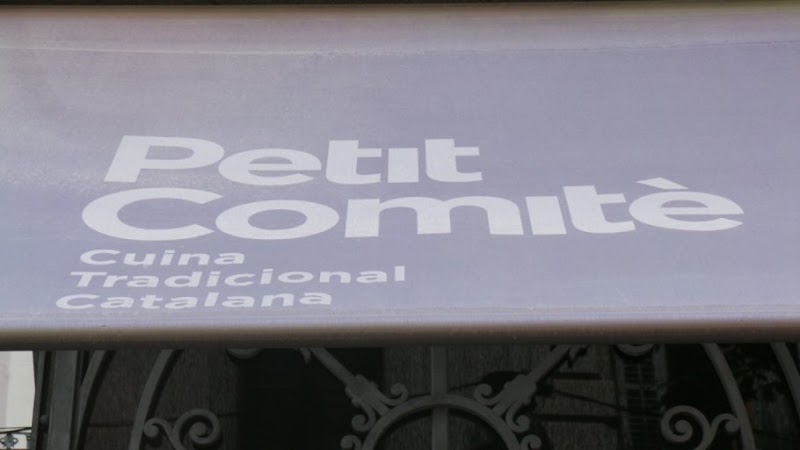 Petit
Comitè
Cuina
Tradicional
Catalana